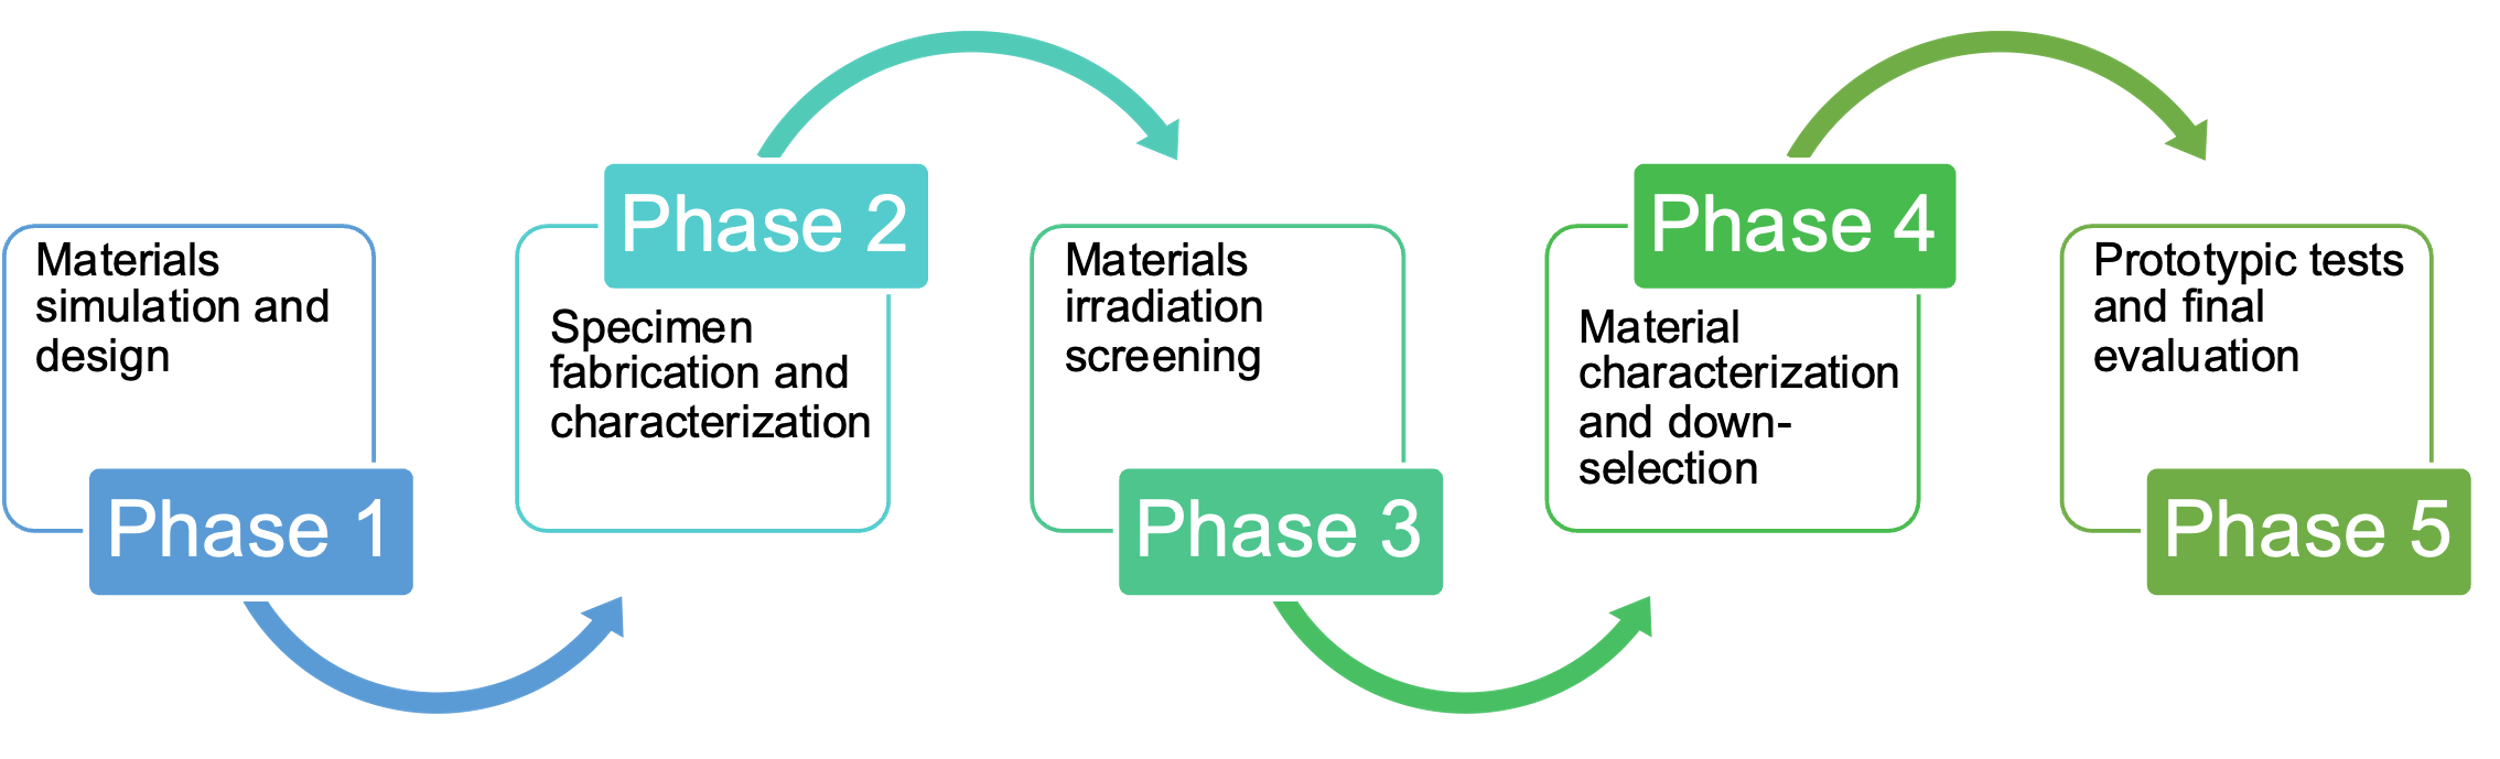 Materials
simulation and
design
Phase 1
Phase 2
Specimen
fabrication and
characterization
Materials
irradiation
screening
Phase 3
Phase 4
Material
characterization
and down-
selection
Prototypic tests
and final
evaluation
Phase 5